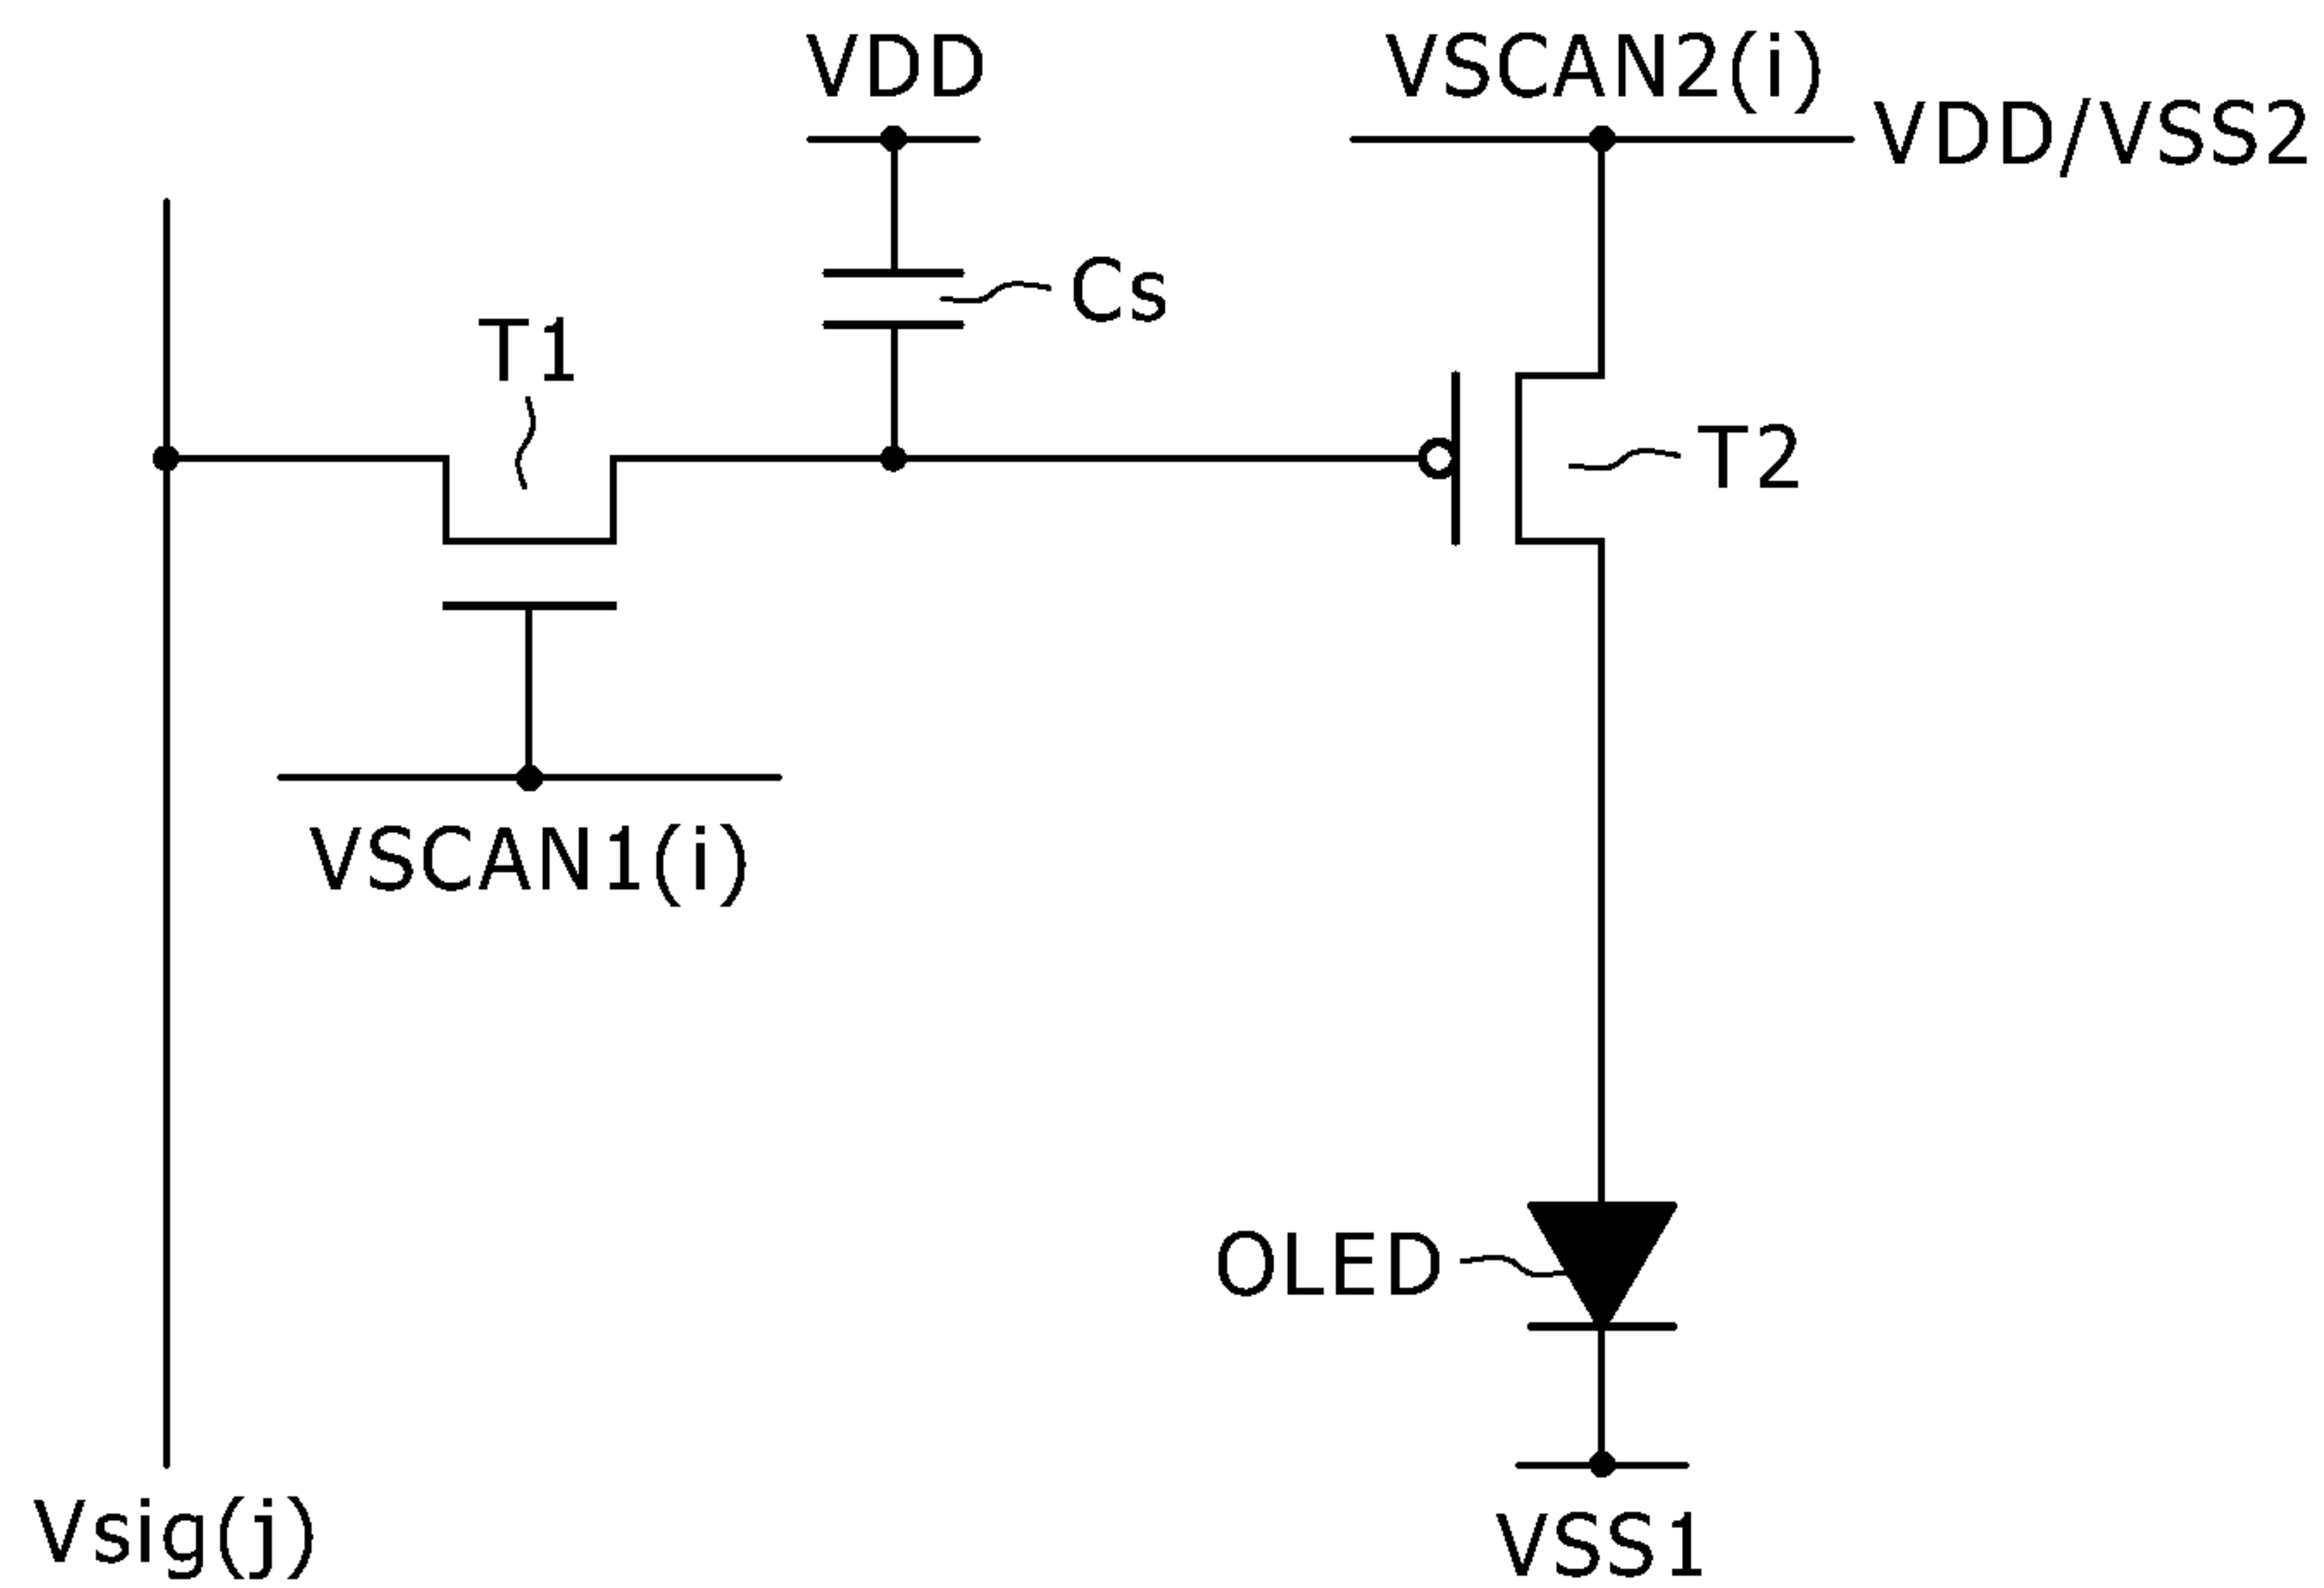 VDD
VSCAN2(i)
VDD/VSS2
Cs
T1
T2
VSCAN1(i)
OLED
Vsig(j)
VSS1